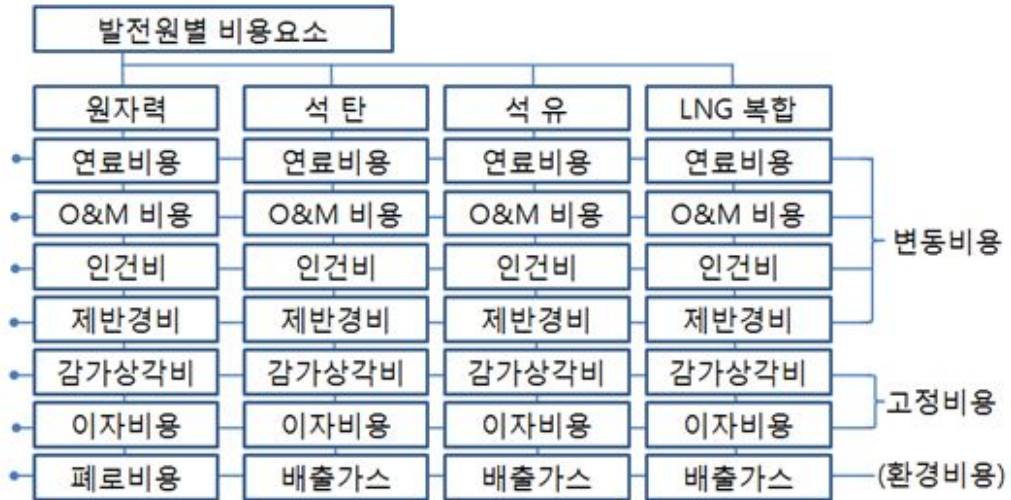 발전원별 비용요소
원자력 석 탄 석 유 LNG 복합
연료비용 연료비용 연료비용 연료비용
O&M 비용 O&M 비용 O&M 비용 O&M 비용
변동비용
인건비 인건비 인건비 인건비
제반경비 제반경비 제반경비 제반경비
감가상각비 감가상각비 감가상각비 감가상각비
고정비용
이자비용 이자비용 이자비용 이자비용
폐로비용 배출가스 배출가스 배출가스 (환경비용)